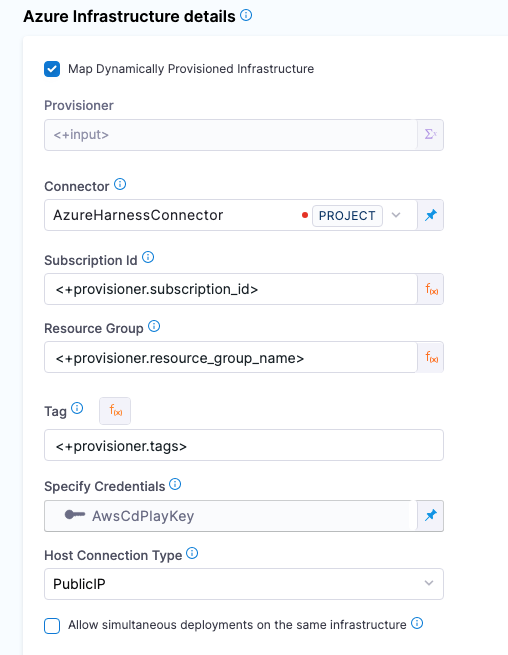 Azure Infrastructure details
Map Dynamically Provisioned Infrastructure
Provisioner
<+input>
Connector
AzureHarnessConnector PROJECT
Subscription Id
<+provisioner.subscription_id>
f(x)
Resource Group
<+provisioner.resource_group_name>
f(x)
Tag f(x)
<+provisioner.tags>
Specify Credentials
AwsCdPlayKey
Host Connection Type
PublicIP
Allow simultaneous deployments on the same infrastructure